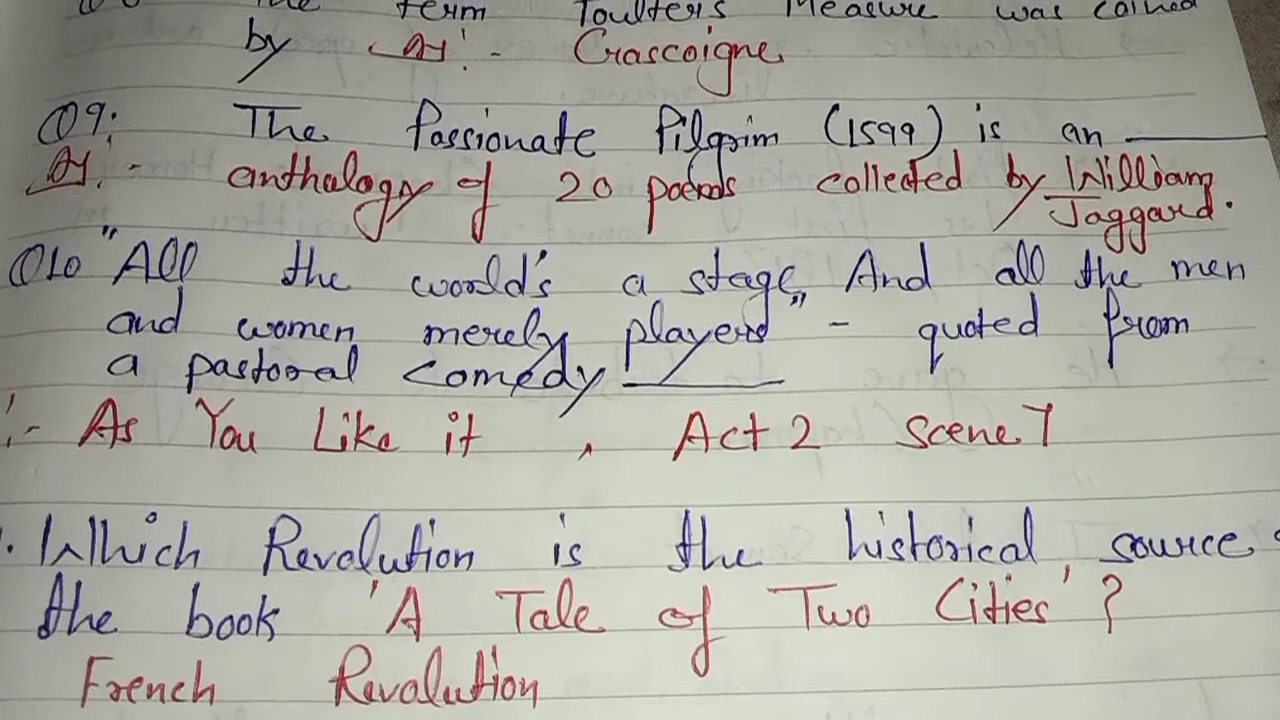 the term Poulter's Measure was coined
by A':- Gascoigne
Q9: The Passionate Pilgrim (1599) is an ____
A:- anthology of 20 poems collected by William
Jaggard.
Q10 "All the world's a stage, And all the men
and women merely players" - quoted from
a pastoral comedy ____
:- As You Like it, Act 2 Scene 7
. Which Revolution is the historical source
the book 'A Tale of Two Cities'?
French Revolution